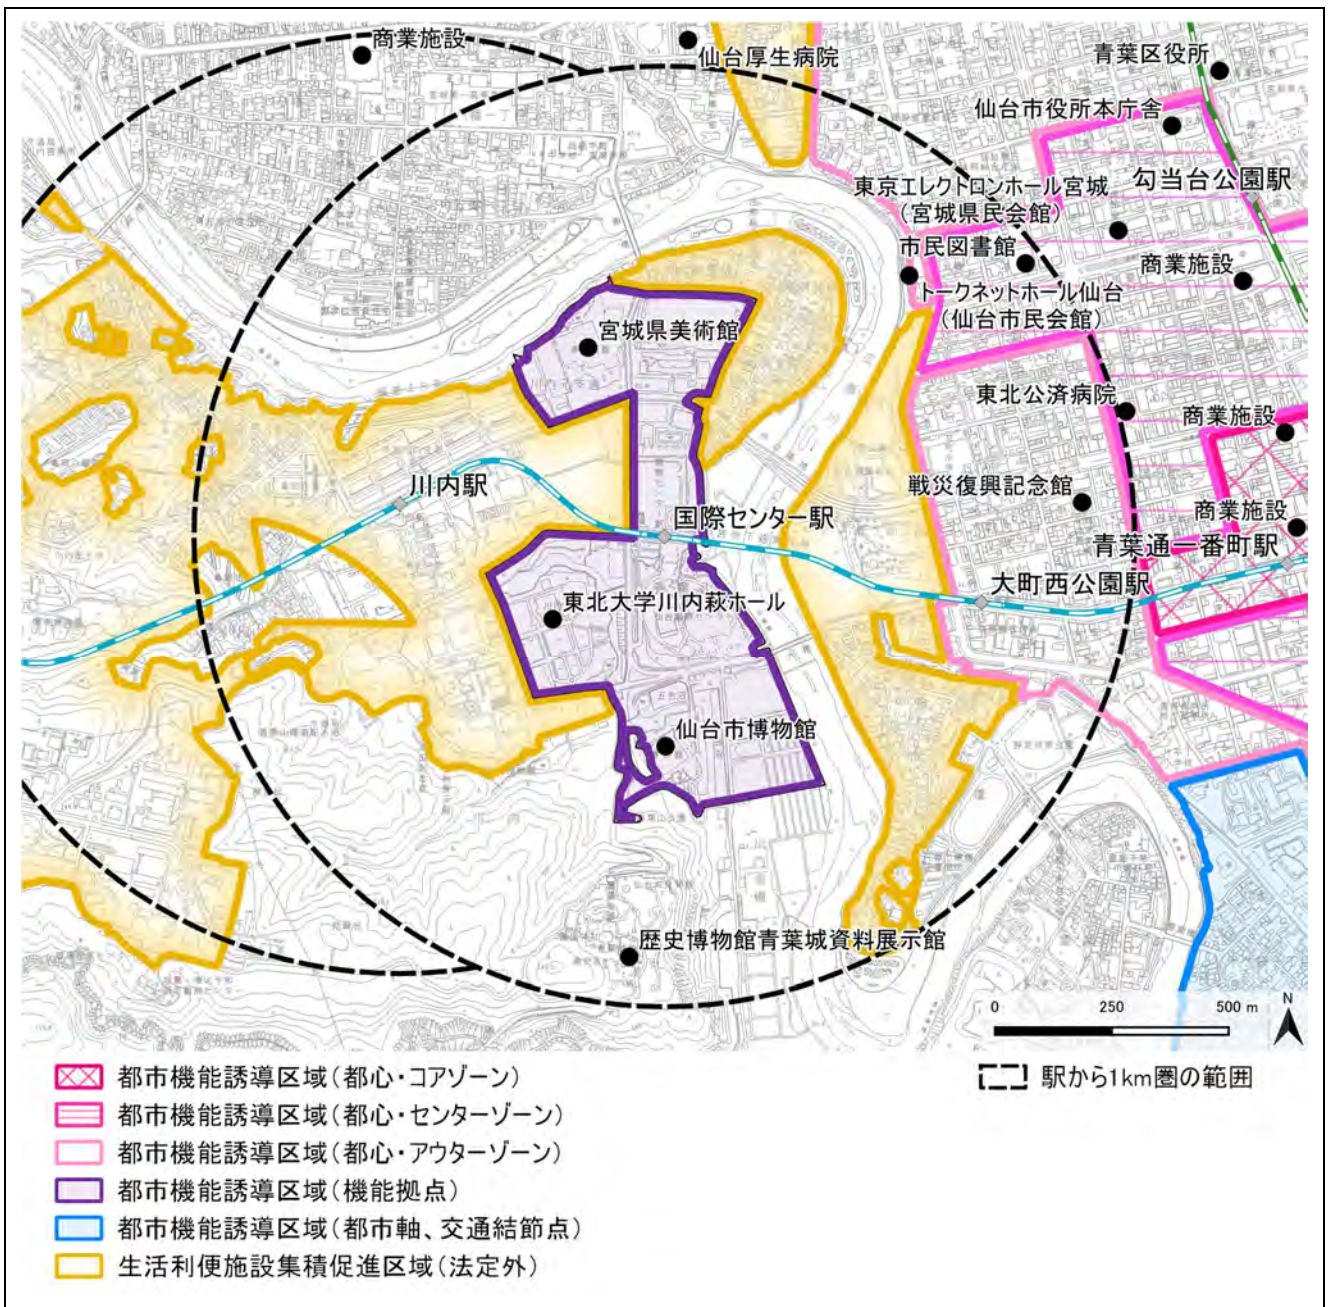 商業施設
仙台厚生病院
青葉区役所
仙台市役所本庁舎
東京エレクトロンホール宮城
(宮城県民会館)
勾当台公園駅
市民図書館
商業施設
トークネットホール仙台
(仙台市民会館)
宮城県美術館
東北公済病院
商業施設
川内駅
戦災復興記念館
国際センター駅
商業施設
青葉通一番町駅
大町西公園駅
東北大学川内萩ホール
仙台市博物館
歴史博物館青葉城資料展示館
0 250 500 m
N
都市機能誘導区域(都心・コアゾーン)
駅から1km圏の範囲
都市機能誘導区域(都心・センターゾーン)
都市機能誘導区域(都心・アウターゾーン)
都市機能誘導区域(機能拠点)
都市機能誘導区域(都市軸、交通結節点)
生活利便施設集積促進区域(法定外)